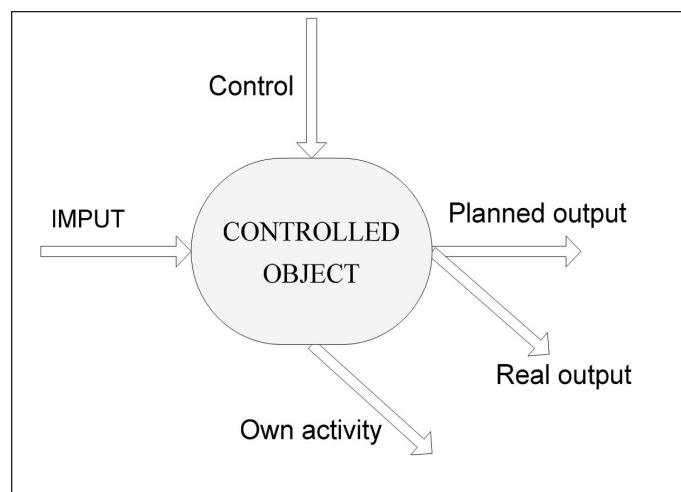 Control
IMPUT
CONTROLLED
OBJECT
Planned output
Real output
Own activity